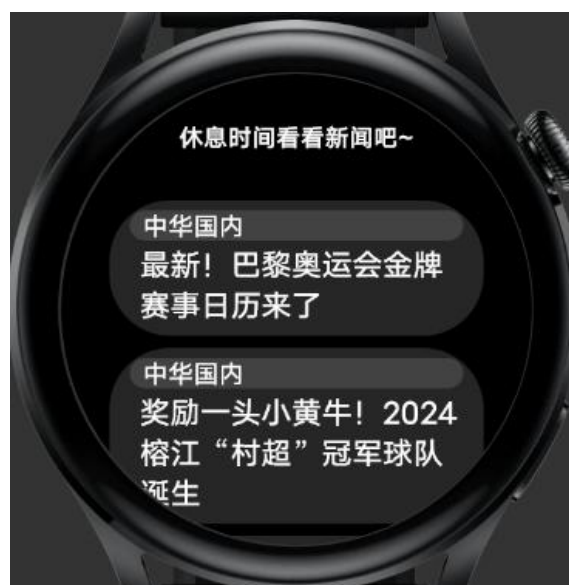 休息时间看看新闻吧~
中华国内
最新！巴黎奥运会金牌
赛事日历来了
中华国内
奖励一头小黄牛！2024
榕江“村超”冠军球队
诞生